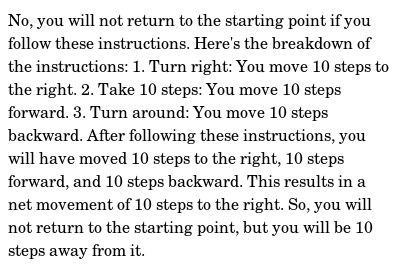 No, you will not return to the starting point if you
follow these instructions. Here's the breakdown of
the instructions: 1. Turn right: You move 10 steps to
the right. 2. Take 10 steps: You move 10 steps
forward. 3. Turn around: You move 10 steps
backward. After following these instructions, you
will have moved 10 steps to the right, 10 steps
forward, and 10 steps backward. This results in a
net movement of 10 steps to the right. So, you will
not return to the starting point, but you will be 10
steps away from it.